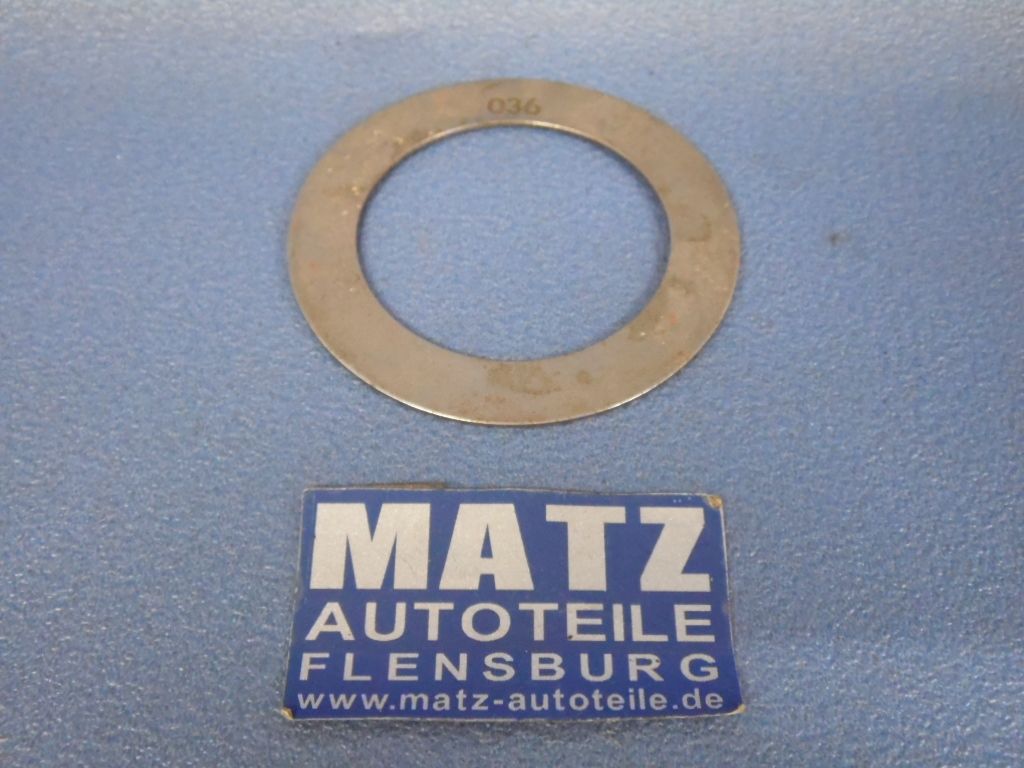 036
MATZ
AUTOTEILE
FLENSBURG
www.matz-autoteile.de